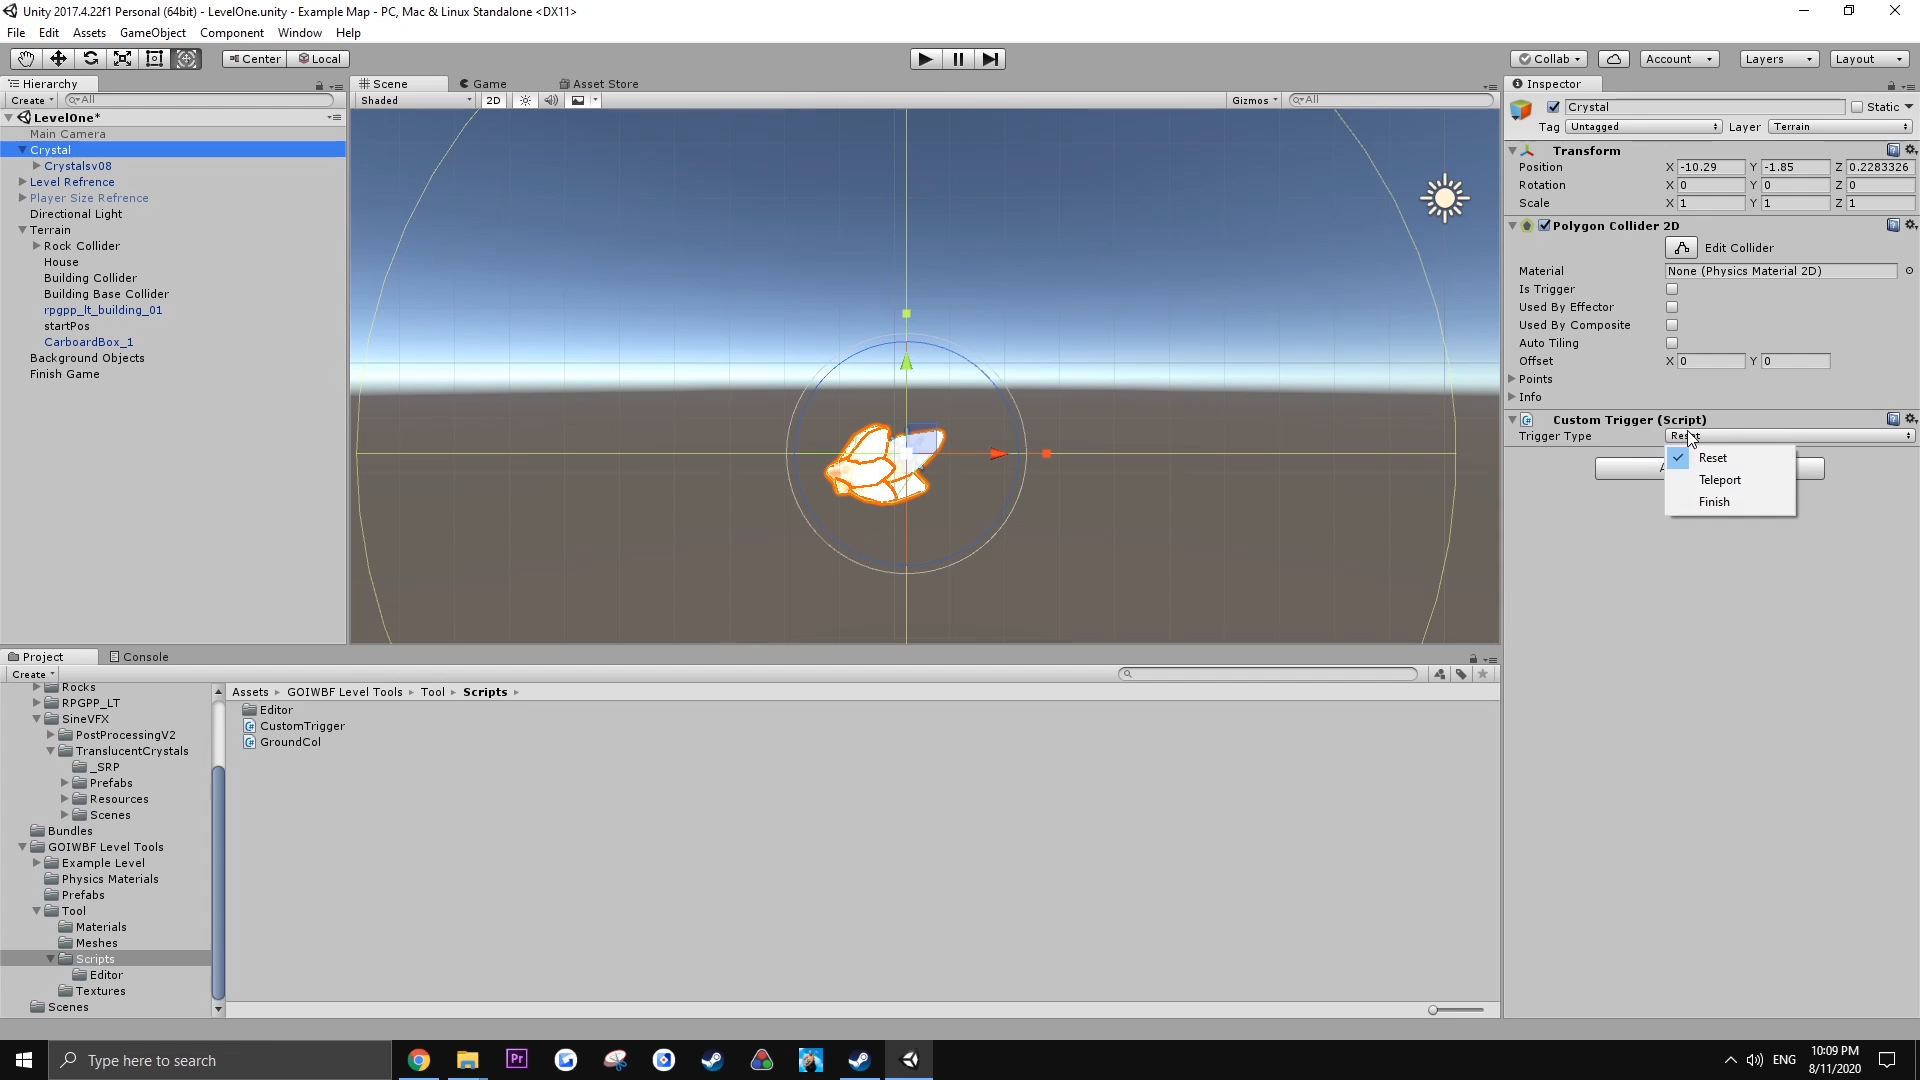 Unity 2017.4.22f1 Personal (64bit) - LevelOne.unity - Example Map - PC, Mac & Linux Standalone <DX11>
File Edit Assets GameObject Component Window Help
Center Local Collab Account Layers Layout
Hierarchy
Create All
LevelOne*
Main Camera
Crystal
Crystalsv08
Level Refrence
Player Size Refrence
Directional Light
Terrain
Rock Collider
House
Building Collider
Building Base Collider
rpgpp_lt_building_01
startPos
CarboardBox_1
Background Objects
Finish Game
Scene Game Asset Store
Shaded 2D Gizmos All
Inspector
Crystal Static
Tag Untagged Layer Terrain
Transform
Position X -10.29 Y -1.85 Z 0.2283326
Rotation X 0 Y 0 Z 0
Scale X 1 Y 1 Z 1
Polygon Collider 2D
Edit Collider
Material None (Physics Material 2D)
Is Trigger
Used By Effector
Used By Composite
Auto Tiling
Offset X 0 Y 0
Points
Info
Custom Trigger (Script)
Trigger Type
Reset
Teleport
Finish
Project Console
Create
Rocks
RPGPP_LT
SineVFX
PostProcessingV2
TranslucentCrystals
_SRP
Prefabs
Resources
Scenes
Bundles
GOIWBF Level Tools
Example Level
Physics Materials
Prefabs
Tool
Materials
Meshes
Scripts
Editor
Textures
Scenes
Assets GOIWBF Level Tools Tool Scripts
Editor
CustomTrigger
GroundCol
Type here to search
Pr
ENG
10:09 PM
8/11/2020